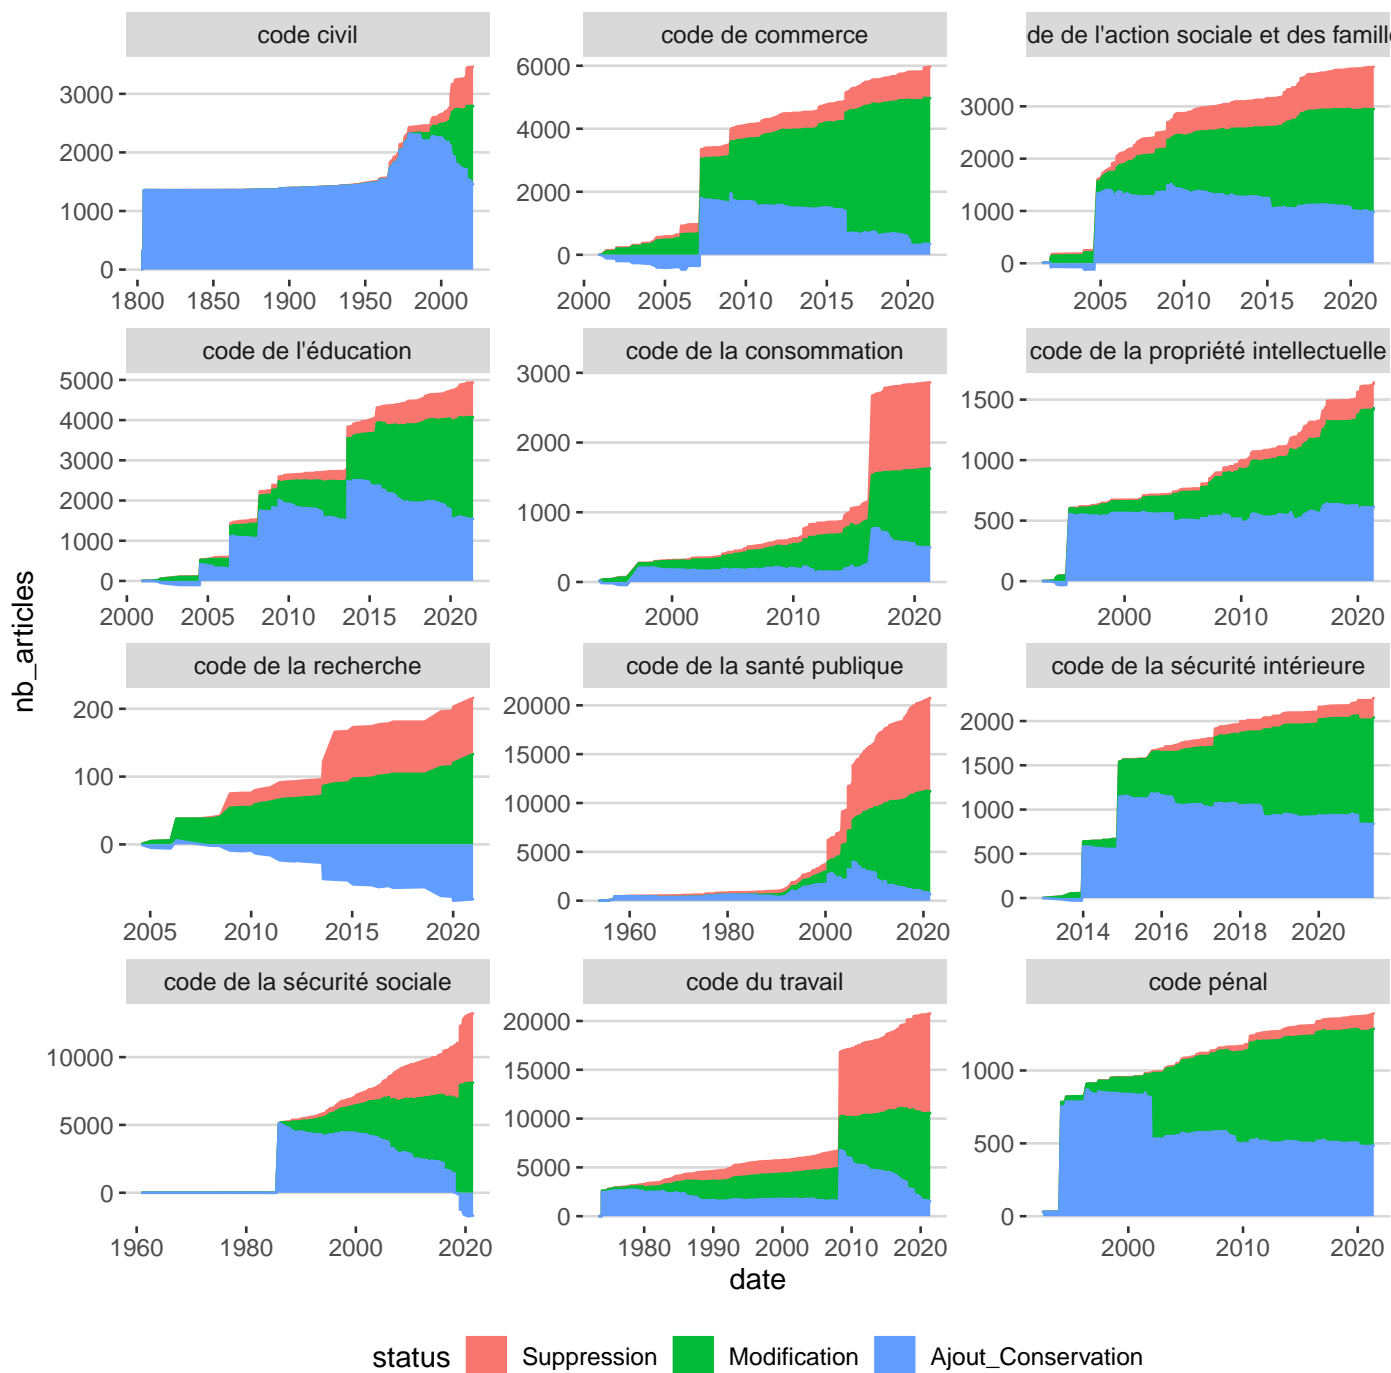 code civil
code de commerce
de de l'action sociale et des famille
3000
2000
1000
0
1800 1850 1900 1950 2000
6000
4000
2000
0
2000 2005 2010 2015 2020
3000
2000
1000
0
2005 2010 2015 2020
code de l'éducation
code de la consommation
code de la propriété intellectuelle
5000
4000
3000
2000
1000
0
2000 2005 2010 2015 2020
3000
2000
1000
0
2000 2010 2020
1500
1000
500
0
2000 2010 2020
nb_articles
code de la recherche
code de la santé publique
code de la sécurité intérieure
200
100
0
2005 2010 2015 2020
20000
15000
10000
5000
0
1960 1980 2000 2020
2000
1500
1000
500
0
2014 2016 2018 2020
code de la sécurité sociale
code du travail
code pénal
10000
5000
0
1960 1980 2000 2020
20000
15000
10000
5000
0
1980 1990 2000 2010 2020
1000
500
0
2000 2010 2020
date
status Suppression Modification Ajout_Conservation